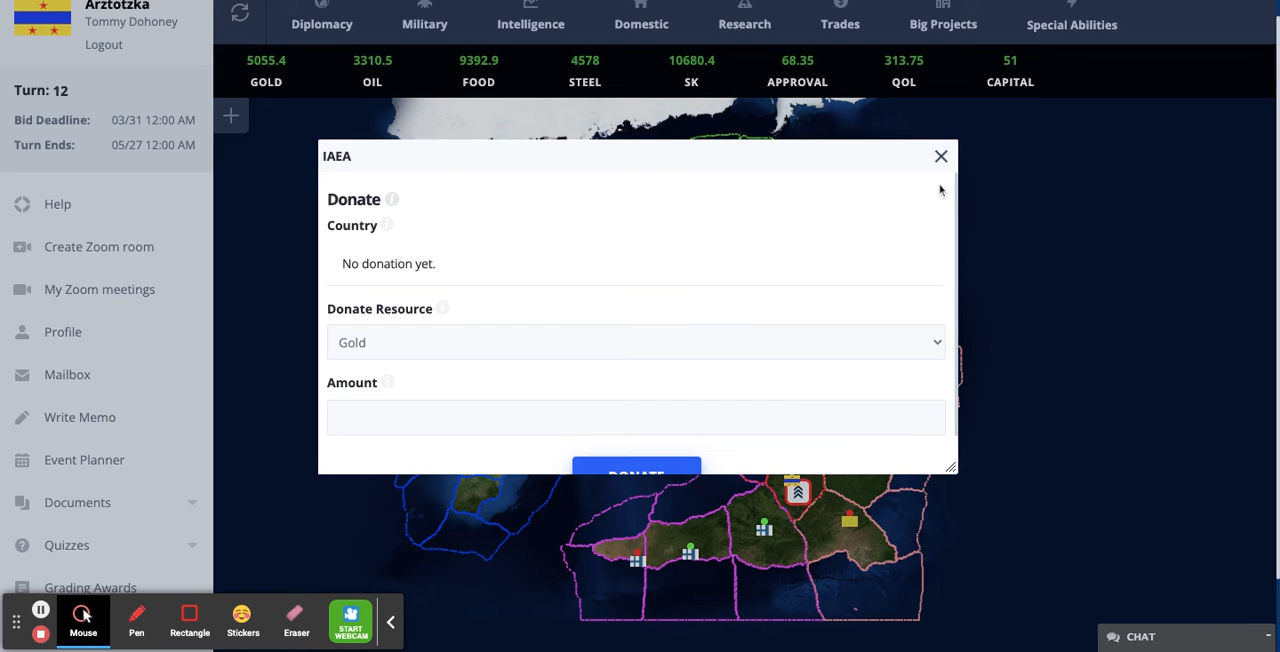 Arztotzka
Tommy Dohoney
Logout
Diplomacy
Military
Intelligence
Domestic
Research
Trades
Big Projects
Special Abilities
5055.4
3310.5
9392.9
4578
10680.4
68.35
313.75
51
GOLD
OIL
FOOD
STEEL
SK
APPROVAL
QOL
CAPITAL
Turn: 12
Bid Deadline: 03/31 12:00 AM
Turn Ends: 05/27 12:00 AM
Help
Create Zoom room
My Zoom meetings
Profile
Mailbox
Write Memo
Event Planner
Documents
Quizzes
Grading Awards
IAEA
Donate
Country
No donation yet.
Donate Resource
Gold
Amount
DONATE
Mouse
Pen
Rectangle
Stickers
Eraser
START
WEBCAM
CHAT